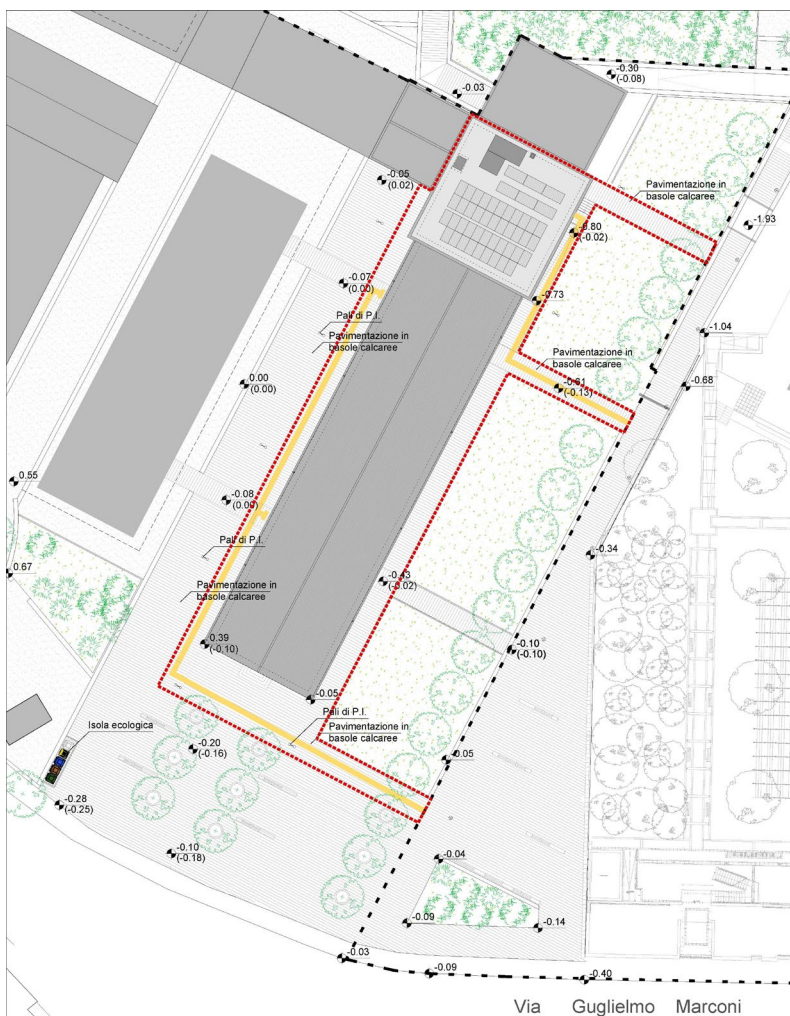 -0.30
(-0.08)
-0.03
-0.05
(0.02)
Pavimentazione in
basole calcaree
-1.93
-0.80
(-0.02)
-0.07
(0.00)
-0.73
Pali di P.I.
Pavimentazione in
basole calcaree
-1.04
Pavimentazione in
basole calcaree
0.00
(0.00)
(-0.13)
-0.68
0.55
-0.08
(0.00)
Pali di P.I.
-0.34
0.67
Pavimentazione in
basole calcaree
-0.43
(-0.02)
0.39
(-0.10)
-0.10
(-0.10)
-0.05
Pali di P.I.
Pavimentazione in
basole calcaree
Isola ecologica
-0.20
(-0.16)
-0.05
-0.28
(-0.25)
-0.10
(-0.18)
-0.04
-0.09
-0.14
-0.03
-0.09
-0.40
Via Guglielmo Marconi